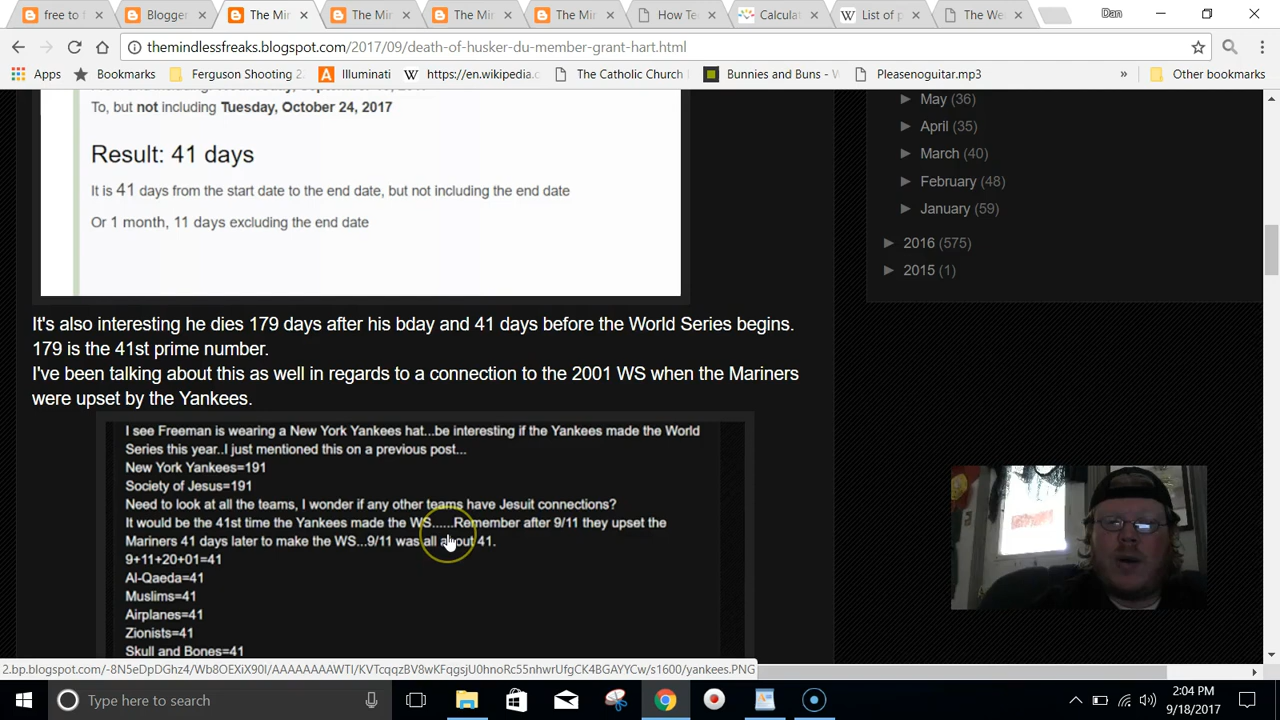 free to f
Blogger
The Min
The Min
The Min
The Min
How Te
Calculat
List of p
The We
Dan
themindlessfreaks.blogspot.com/2017/09/death-of-husker-du-member-grant-hart.html
Apps
Bookmarks
Ferguson Shooting 2
Illuminati
https://en.wikipedia.c
The Catholic Church
Bunnies and Buns - W
Pleasenoguitar.mp3
»
Other bookmarks
To, but not including Tuesday, October 24, 2017
Result: 41 days
It is 41 days from the start date to the end date, but not including the end date
Or 1 month, 11 days excluding the end date
May (36)
April (35)
March (40)
February (48)
January (59)
2016 (575)
2015 (1)
It's also interesting he dies 179 days after his bday and 41 days before the World Series begins.
179 is the 41st prime number.
I've been talking about this as well in regards to a connection to the 2001 WS when the Mariners
were upset by the Yankees.
I see Freeman is wearing a New York Yankees hat...be interesting if the Yankees made the World
Series this year..I just mentioned this on a previous post...
New York Yankees=191
Society of Jesus=191
Need to look at all the teams, I wonder if any other teams have Jesuit connections?
It would be the 41st time the Yankees made the WS......Remember after 9/11 they upset the
Mariners 41 days later to make the WS...9/11 was all about 41.
9+11+20+01=41
Al-Qaeda=41
Muslims=41
Airplanes=41
Zionists=41
Skull and Bones=41
Type here to search
2:04 PM
9/18/2017